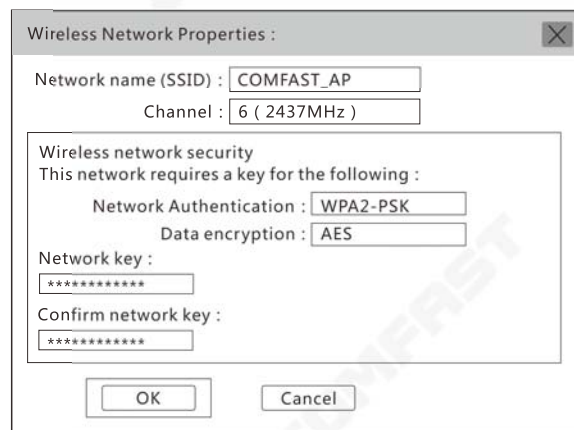 Wireless Network Properties :
Network name (SSID) : COMFAST_AP
Channel : 6 ( 2437MHz )
Wireless network security
This network requires a key for the following :
Network Authentication : WPA2-PSK
Data encryption : AES
Network key :
************
Confirm network key :
************
OK Cancel
COMFAST